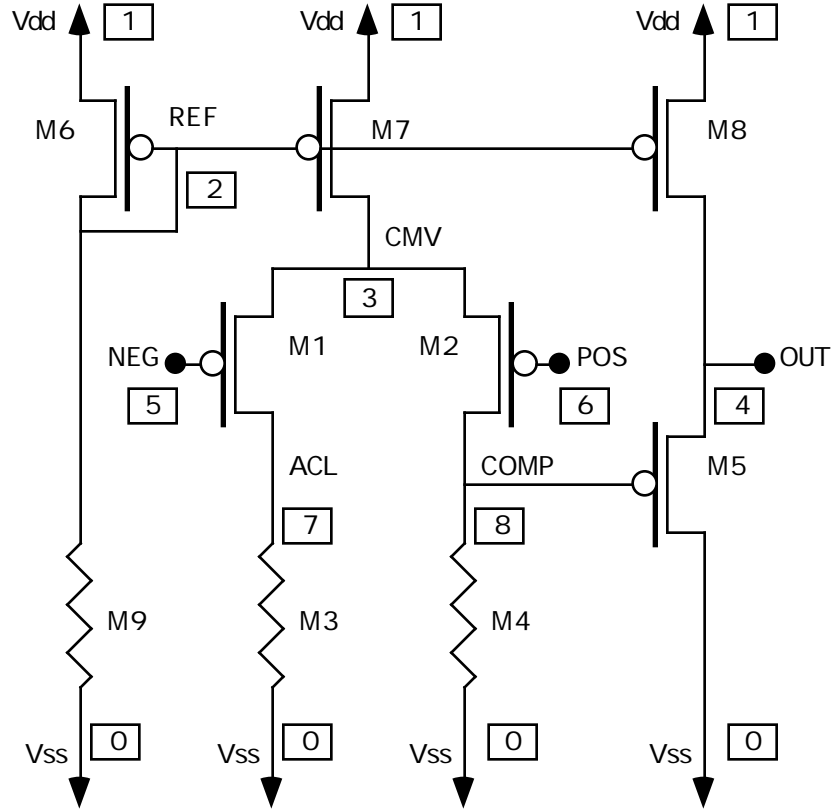 Vdd 1 Vdd 1 Vdd 1
M6 REF M7 M8
2
CMV
3
NEG M1 M2 POS OUT
5 6 4
ACL COMP M5
7 8
M9 M3 M4
Vss 0 Vss 0 Vss 0 Vss 0